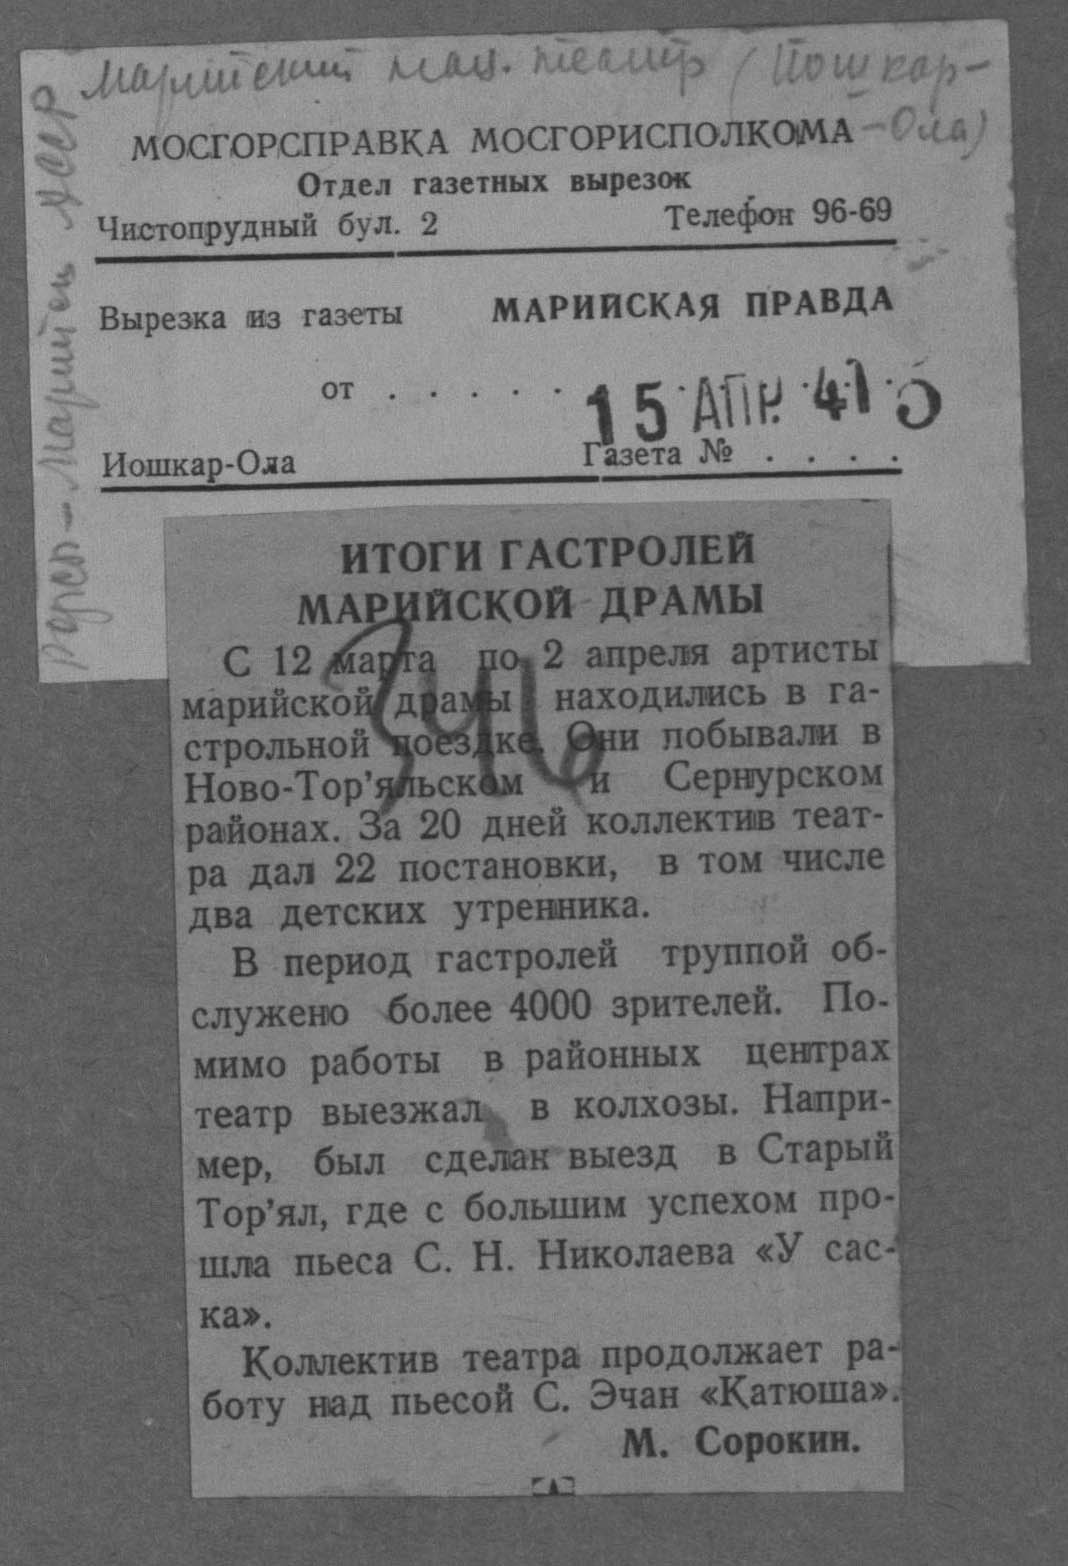 Марийский нац. театр (Йошкар-
-Ола)
МАССР
МОСГОРСПРАВКА МОСГОРИСПОЛКОМА
Отдел газетных вырезок
Чистопрудный бул. 2 Телефон 96-69
Вырезка из газеты МАРИЙСКАЯ ПРАВДА
от . . . . . 15 АПР. 41
Иошкар-Ола Газета № . . . .
ИТОГИ ГАСТРОЛЕЙ
МАРИЙСКОЙ ДРАМЫ
346
С 12 марта по 2 апреля артисты
марийской драмы находились в га-
строльной поездке. Они побывали в
Ново-Тор’яльском и Сернурском
районах. За 20 дней коллектив теат-
ра дал 22 постановки, в том числе
два детских утренника.
В период гастролей труппой об-
служено более 4000 зрителей. По-
мимо работы в районных центрах
театр выезжал в колхозы. Напри-
мер, был сделан выезд в Старый
Тор’ял, где с большим успехом про-
шла пьеса С. Н. Николаева «У сас-
ка».
Коллектив театра продолжает ра-
боту над пьесой С. Эчан «Катюша».
М. Сорокин.